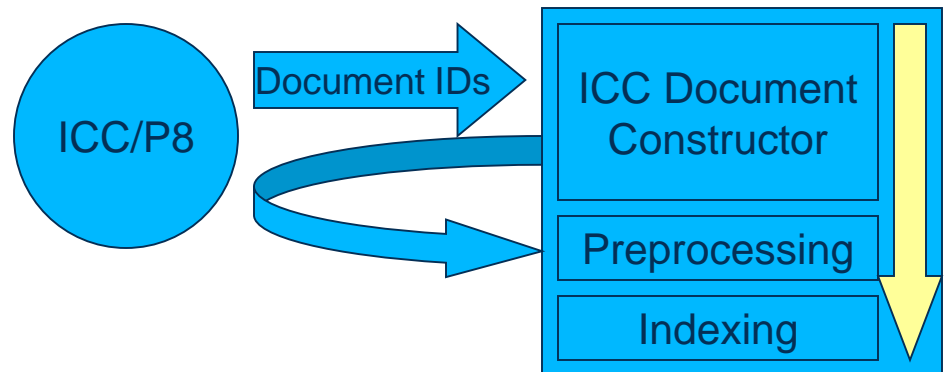 ICC/P8
Document IDs
ICC Document
Constructor
Preprocessing
Indexing